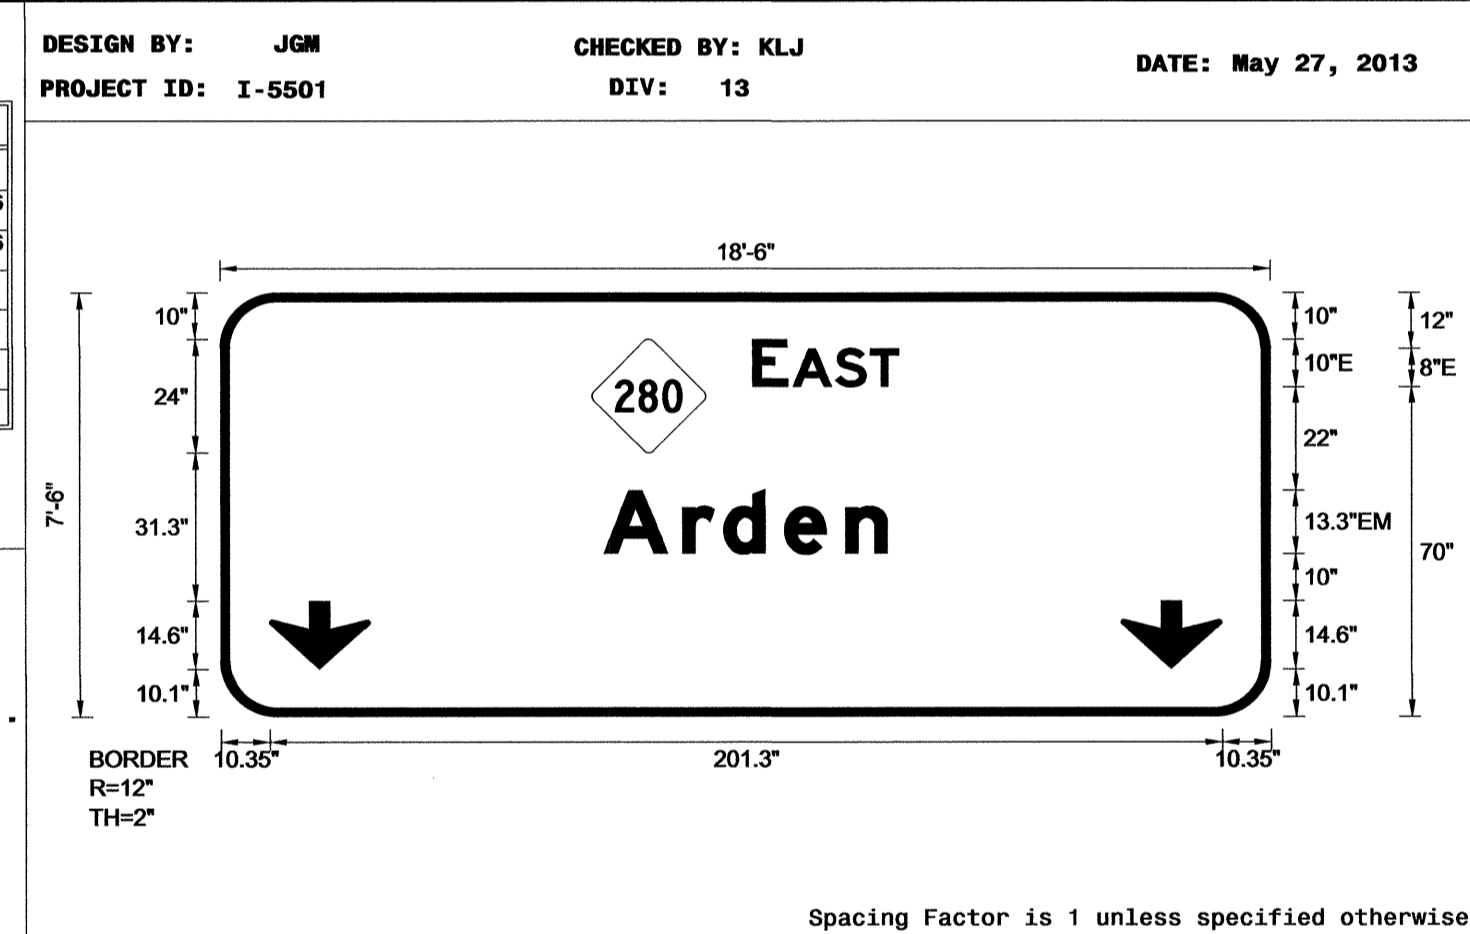 DESIGN BY: JGM
CHECKED BY: KLJ
DATE: May 27, 2013
PROJECT ID: I-5501
DIV: 13
18'-6"
10"
24"
31.3"
14.6"
10.1"
7'-6"
280
EAST
Arden
10"
10"E
22"
13.3"EM
10"
14.6"
10.1"
12"
8"E
70"
10.35"
201.3"
10.35"
BORDER
R=12"
TH=2"
Spacing Factor is 1 unless specified otherwise